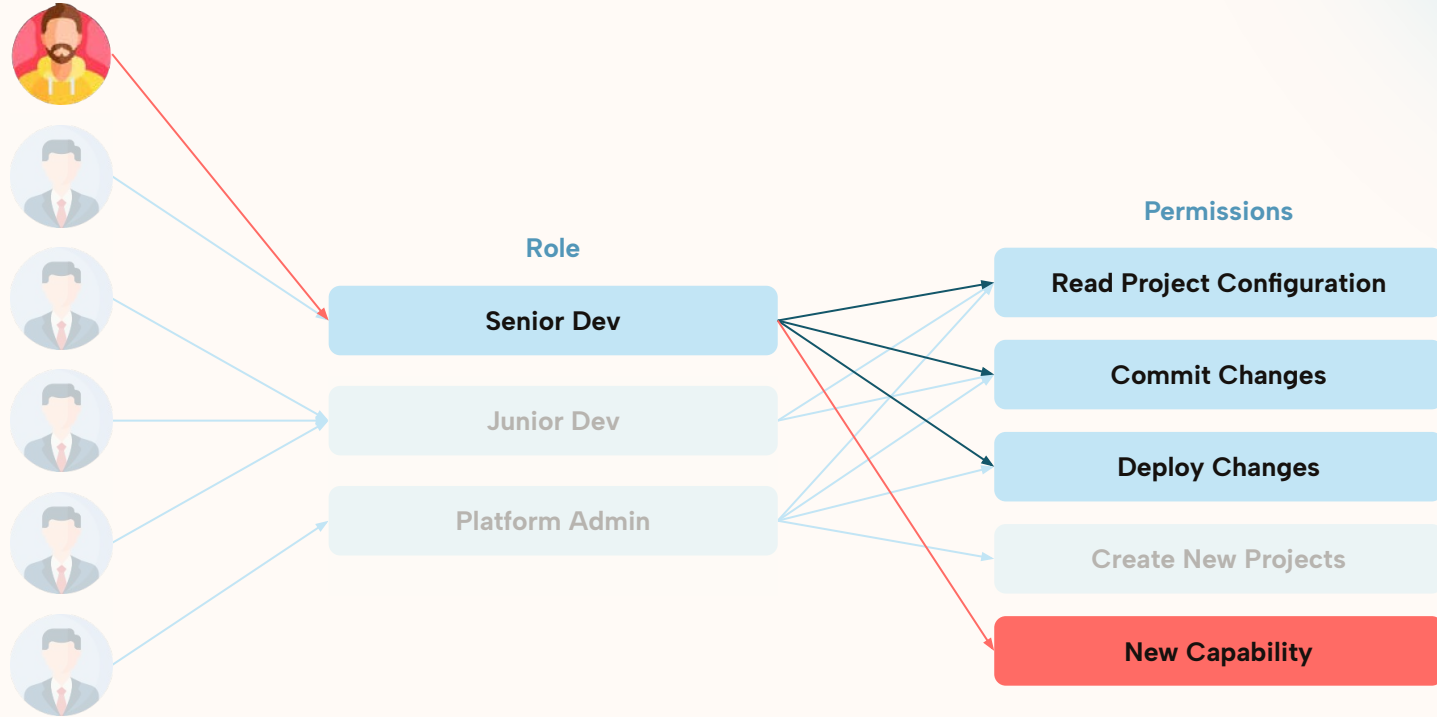 Role
Senior Dev
Junior Dev
Platform Admin
Permissions
Read Project Configuration
Commit Changes
Deploy Changes
Create New Projects
New Capability